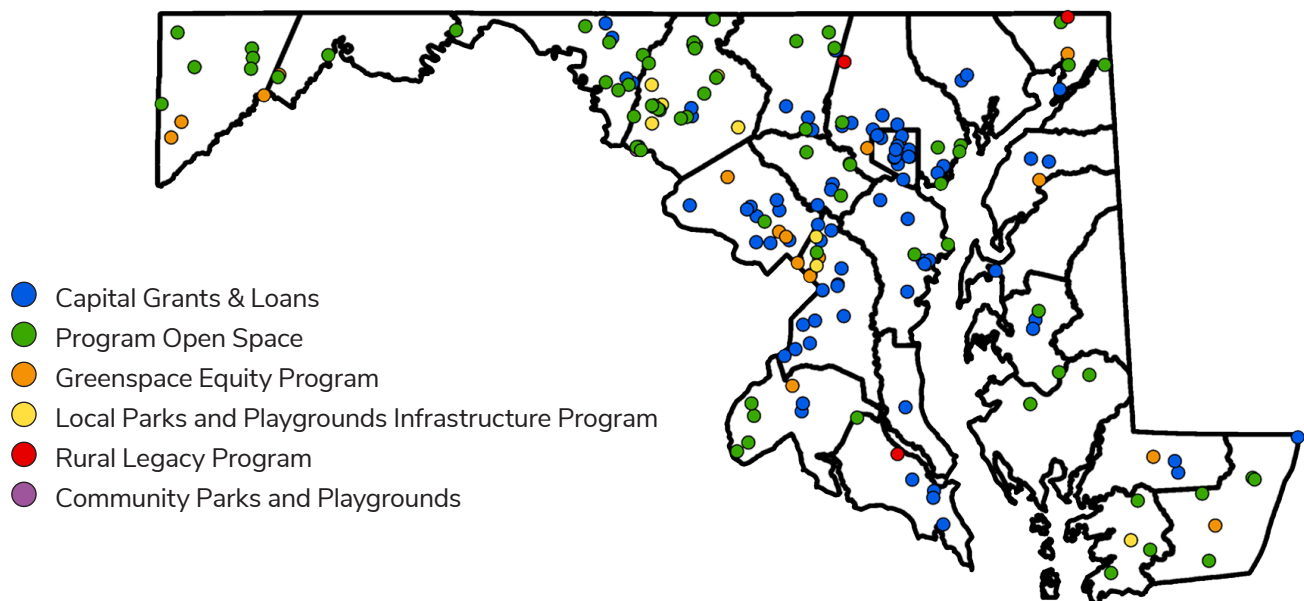 Capital Grants & Loans
Program Open Space
Greenspace Equity Program
Local Parks and Playgrounds Infrastructure Program
Rural Legacy Program
Community Parks and Playgrounds